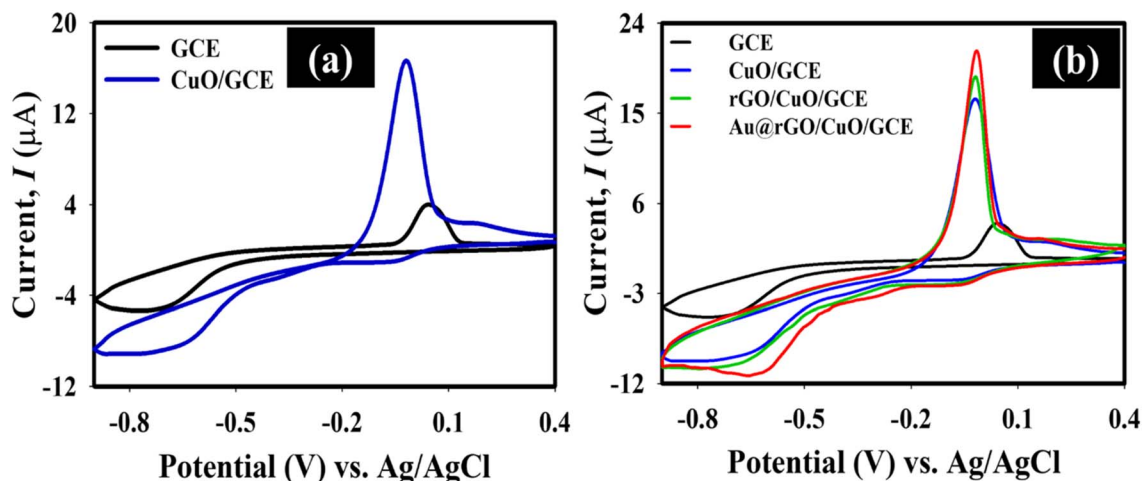 20
12
4
-4
-12
Current, I (µA)
GCE
CuO/GCE
(a)
-0.8 -0.5 -0.2 0.1 0.4
Potential (V) vs. Ag/AgCl
24
15
6
-3
-12
Current, I (µA)
GCE
CuO/GCE
rGO/CuO/GCE
Au@rGO/CuO/GCE
(b)
-0.8 -0.5 -0.2 0.1 0.4
Potential (V) vs. Ag/AgCl